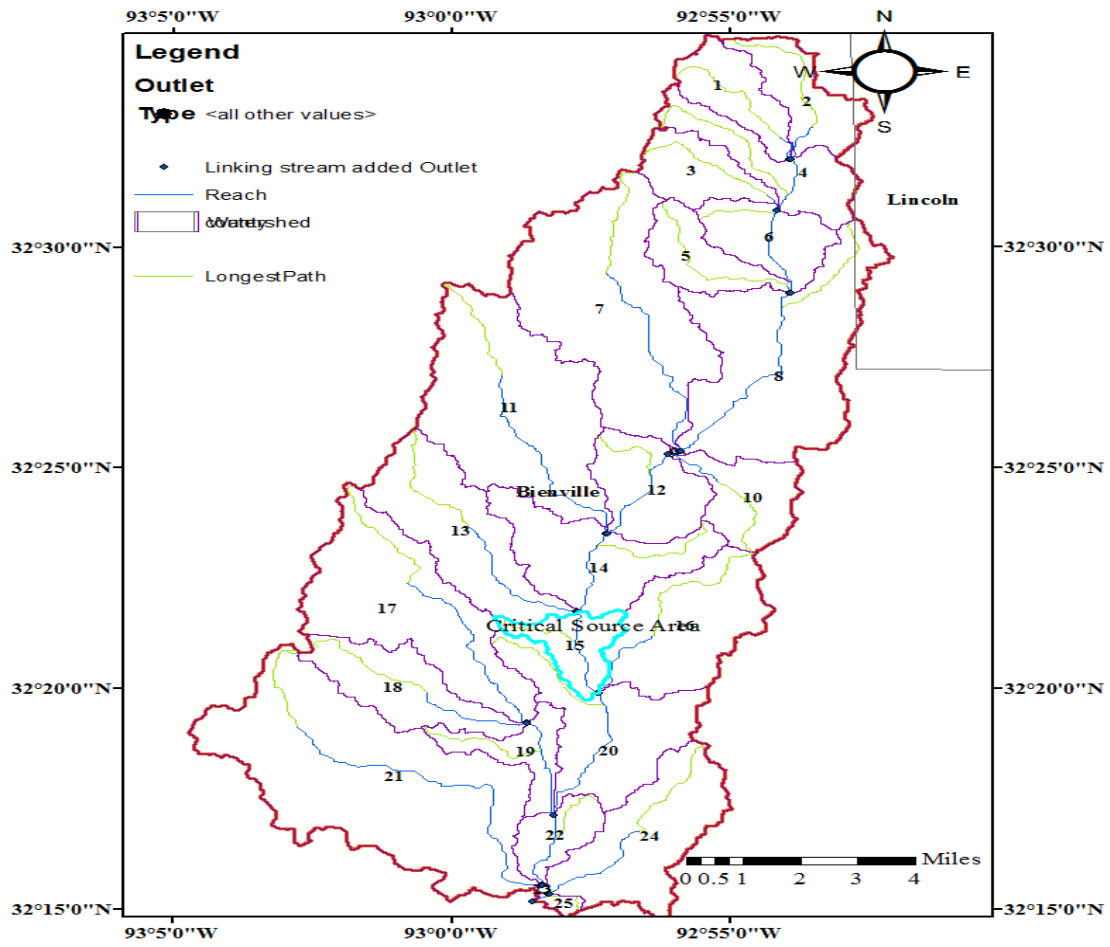 93°5'0"W 93°0'0"W 92°55'0"W
N
W E
S
Legend
Outlet
Type <all other values>
Linking stream added Outlet
Reach
Watershed
county
LongestPath
Lincoln
32°30'0"N 32°30'0"N
1
2
3
4
5
6
7
8
11
32°25'0"N 32°25'0"N
Bienville
12
10
13
14
17
Critical Source Area
16
15
32°20'0"N 32°20'0"N
18
19
20
21
22
24
Miles
0 0.5 1 2 3 4
25
32°15'0"N 32°15'0"N
93°5'0"W 93°0'0"W 92°55'0"W